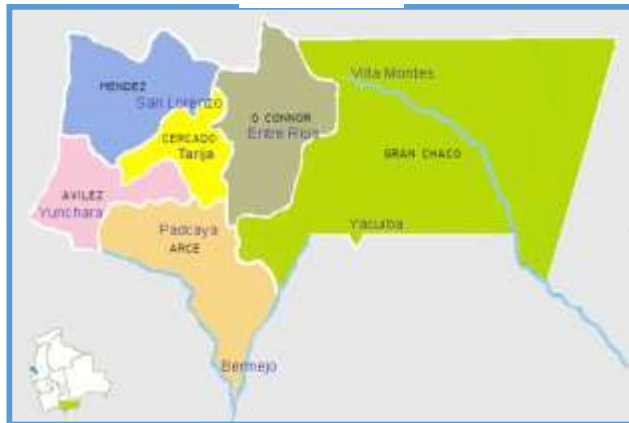 Villa Montes
MENDEZ
San Lorenzo
O CONNOR
Entre Rios
CERCADO
Tarija
GRAN CHACO
AVILEZ
Yunchara
Yacuiba
Padcaya
ARCE
Bermejo